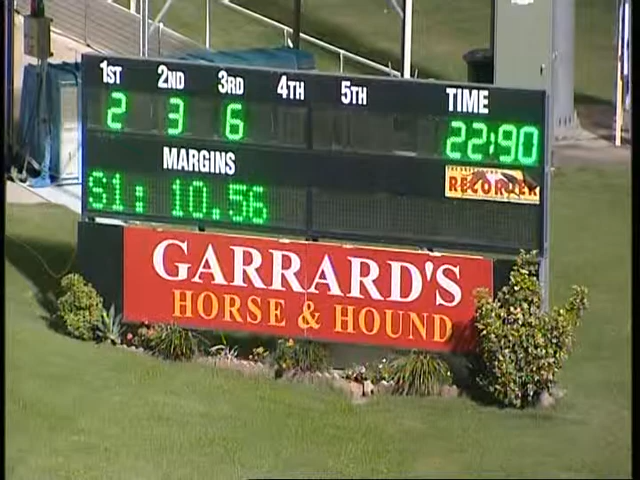 1ST 2ND 3RD 4TH 5TH TIME
2 3 6 22:90
MARGINS
S1: 10.56
RECORDER
GARRARD'S
HORSE & HOUND